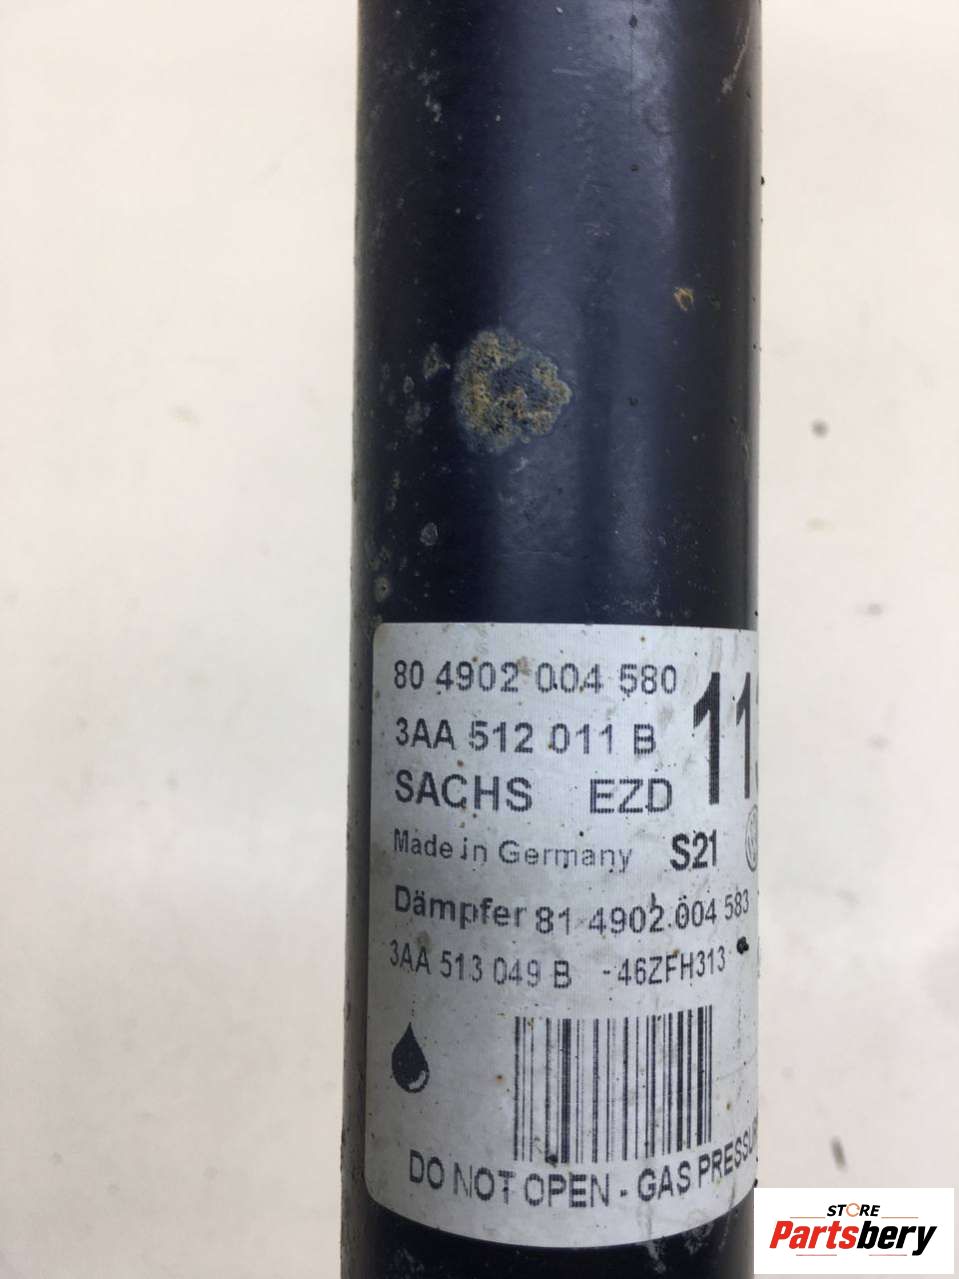 80 4902 004 580
3AA 512 011 B
SACHS EZD
Made in Germany S21
Dämpfer 81 4902 004 583
3AA 513 049 B -46ZFH313
DO NOT OPEN - GAS
STORE
Partsbery